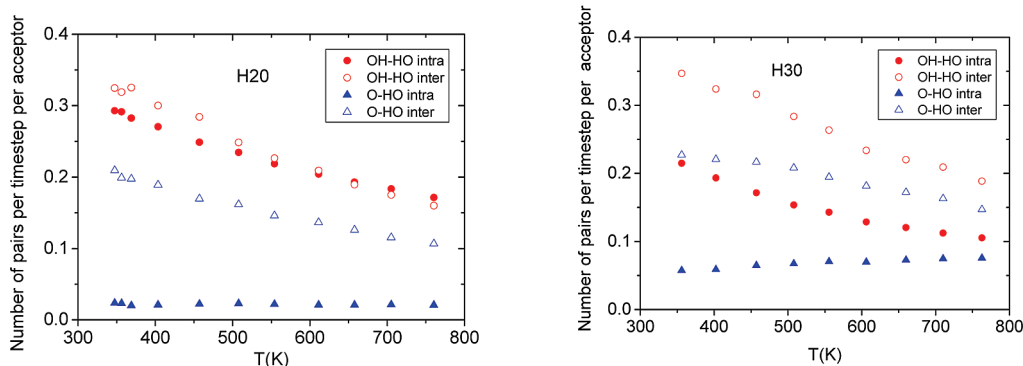 Number of pairs per timestep per acceptor
0.4
0.3
0.2
0.1
0.0
H20
OH-HO intra
OH-HO inter
O-HO intra
O-HO inter
300 400 500 600 700 800
T(K)
Number of pairs per timestep per acceptor
0.4
0.3
0.2
0.1
0.0
H30
OH-HO intra
OH-HO inter
O-HO intra
O-HO inter
300 400 500 600 700 800
T(K)